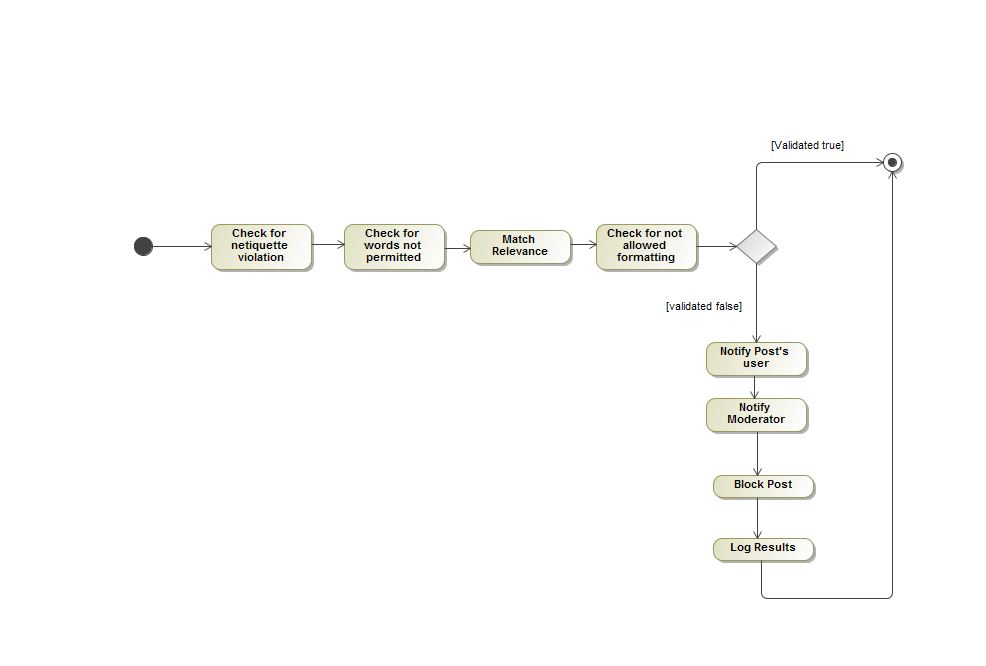 [Validated true]
Check for
netiquette
violation
Check for
words not
permitted
Match
Relevance
Check for not
allowed
formatting
[validated false]
Notify Post's
user
Notify
Moderator
Block Post
Log Results